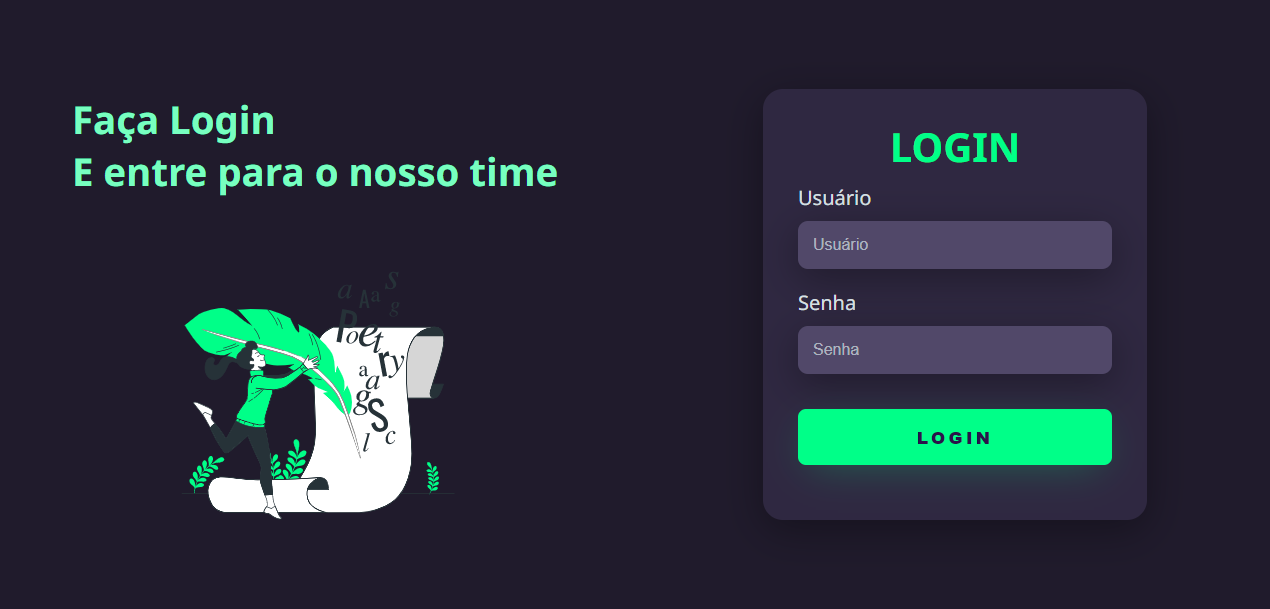 Faça Login
E entre para o nosso time
LOGIN
Usuário
Usuário
Senha
Senha
LOGIN
a A a s g
Poetry
a a
g S
l c